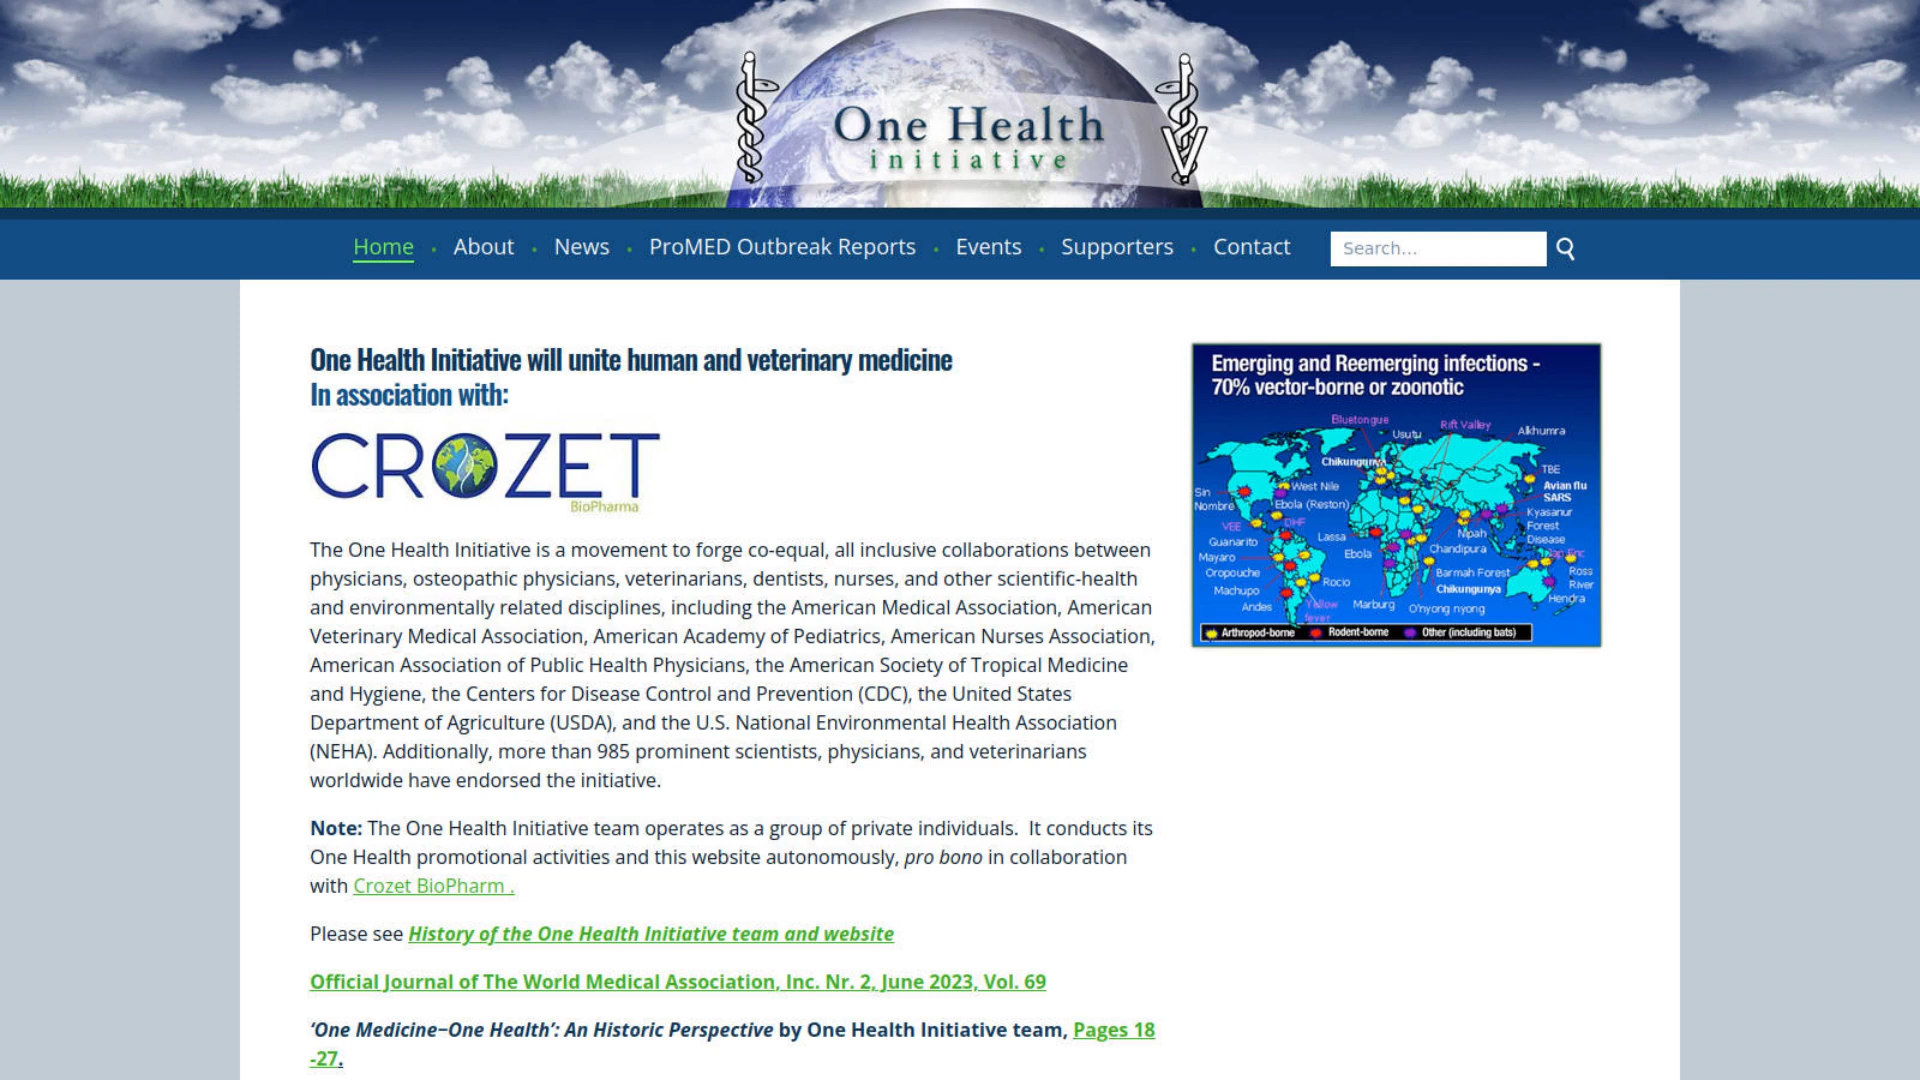 One Health
initiative
Home
About
News
ProMED Outbreak Reports
Events
Supporters
Contact
Search...
One Health Initiative will unite human and veterinary medicine
In association with:
CROZET
BioPharma
The One Health Initiative is a movement to forge co-equal, all inclusive collaborations between
physicians, osteopathic physicians, veterinarians, dentists, nurses, and other scientific-health
and environmentally related disciplines, including the American Medical Association, American
Veterinary Medical Association, American Academy of Pediatrics, American Nurses Association,
American Association of Public Health Physicians, the American Society of Tropical Medicine
and Hygiene, the Centers for Disease Control and Prevention (CDC), the United States
Department of Agriculture (USDA), and the U.S. National Environmental Health Association
(NEHA). Additionally, more than 985 prominent scientists, physicians, and veterinarians
worldwide have endorsed the initiative.
Note: The One Health Initiative team operates as a group of private individuals.  It conducts its
One Health promotional activities and this website autonomously, pro bono in collaboration
with Crozet BioPharm .
Please see History of the One Health Initiative team and website
Official Journal of The World Medical Association, Inc. Nr. 2, June 2023, Vol. 69
‘One Medicine−One Health’: An Historic Perspective by One Health Initiative team, Pages 18
-27.
Emerging and Reemerging infections -
70% vector-borne or zoonotic
Bluetongue
Usutu
Rift Valley
Alkhumra
Chikungunya
TBE
West Nile
Avian flu
SARS
Sin
Nombre
Ebola (Reston)
Kyasanur
Forest
Disease
VEE
DHF
Guanarito
Lassa
Nipah
Jap Enc
Mayaro
Ebola
Chandipura
Oropouche
Rocio
Barmah Forest
Ross
River
Machupo
Chikungunya
Hendra
Andes
Yellow
fever
Marburg
O'nyong nyong
Arthropod-borne
Rodent-borne
Other (including bats)